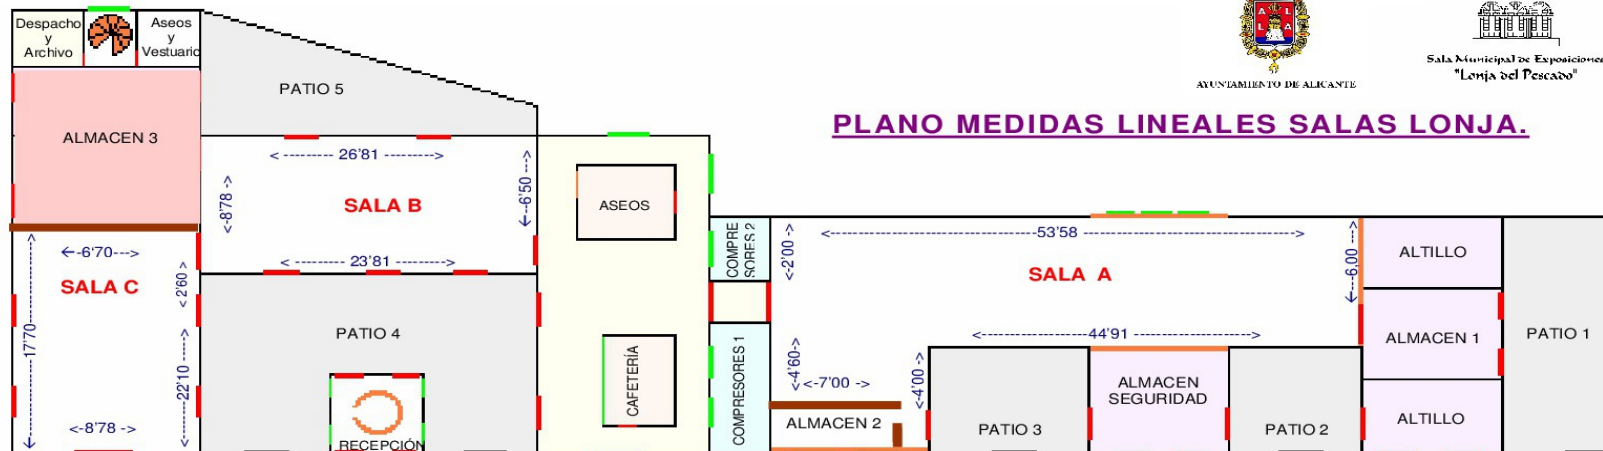 Despacho
y
Archivo
Aseos
y
Vestuario
AYUNTAMIENTO DE ALICANTE
Sala Municipal de Exposiciones
"Lonja del Pescado"
PLANO MEDIDAS LINEALES SALAS LONJA.
PATIO 5
ALMACEN 3
26'81
8'78
6'50
SALA B
23'81
ASEOS
COMPRE
SORES 2
2'00
53'58
SALA A
6,00
ALTILLO
6'70
SALA C
2'60
17'70
22'10
8'78
PATIO 4
RECEPCIÓN
CAFETERÍA
COMPRESORES 1
4'60
7'00
4'00
44'91
ALMACEN 1
PATIO 1
ALMACEN
SEGURIDAD
ALMACEN 2
PATIO 3
PATIO 2
ALTILLO